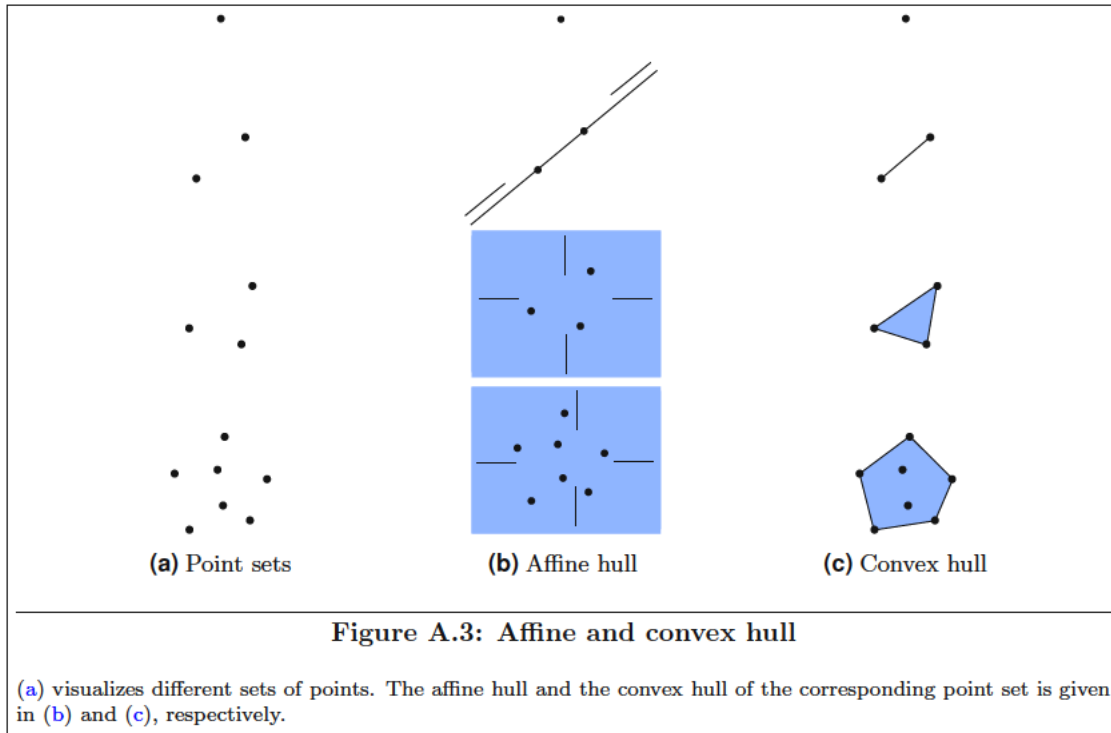 (a) Point sets
(b) Affine hull
(c) Convex hull
Figure A.3: Affine and convex hull
(a) visualizes different sets of points. The affine hull and the convex hull of the corresponding point set is given
in (b) and (c), respectively.